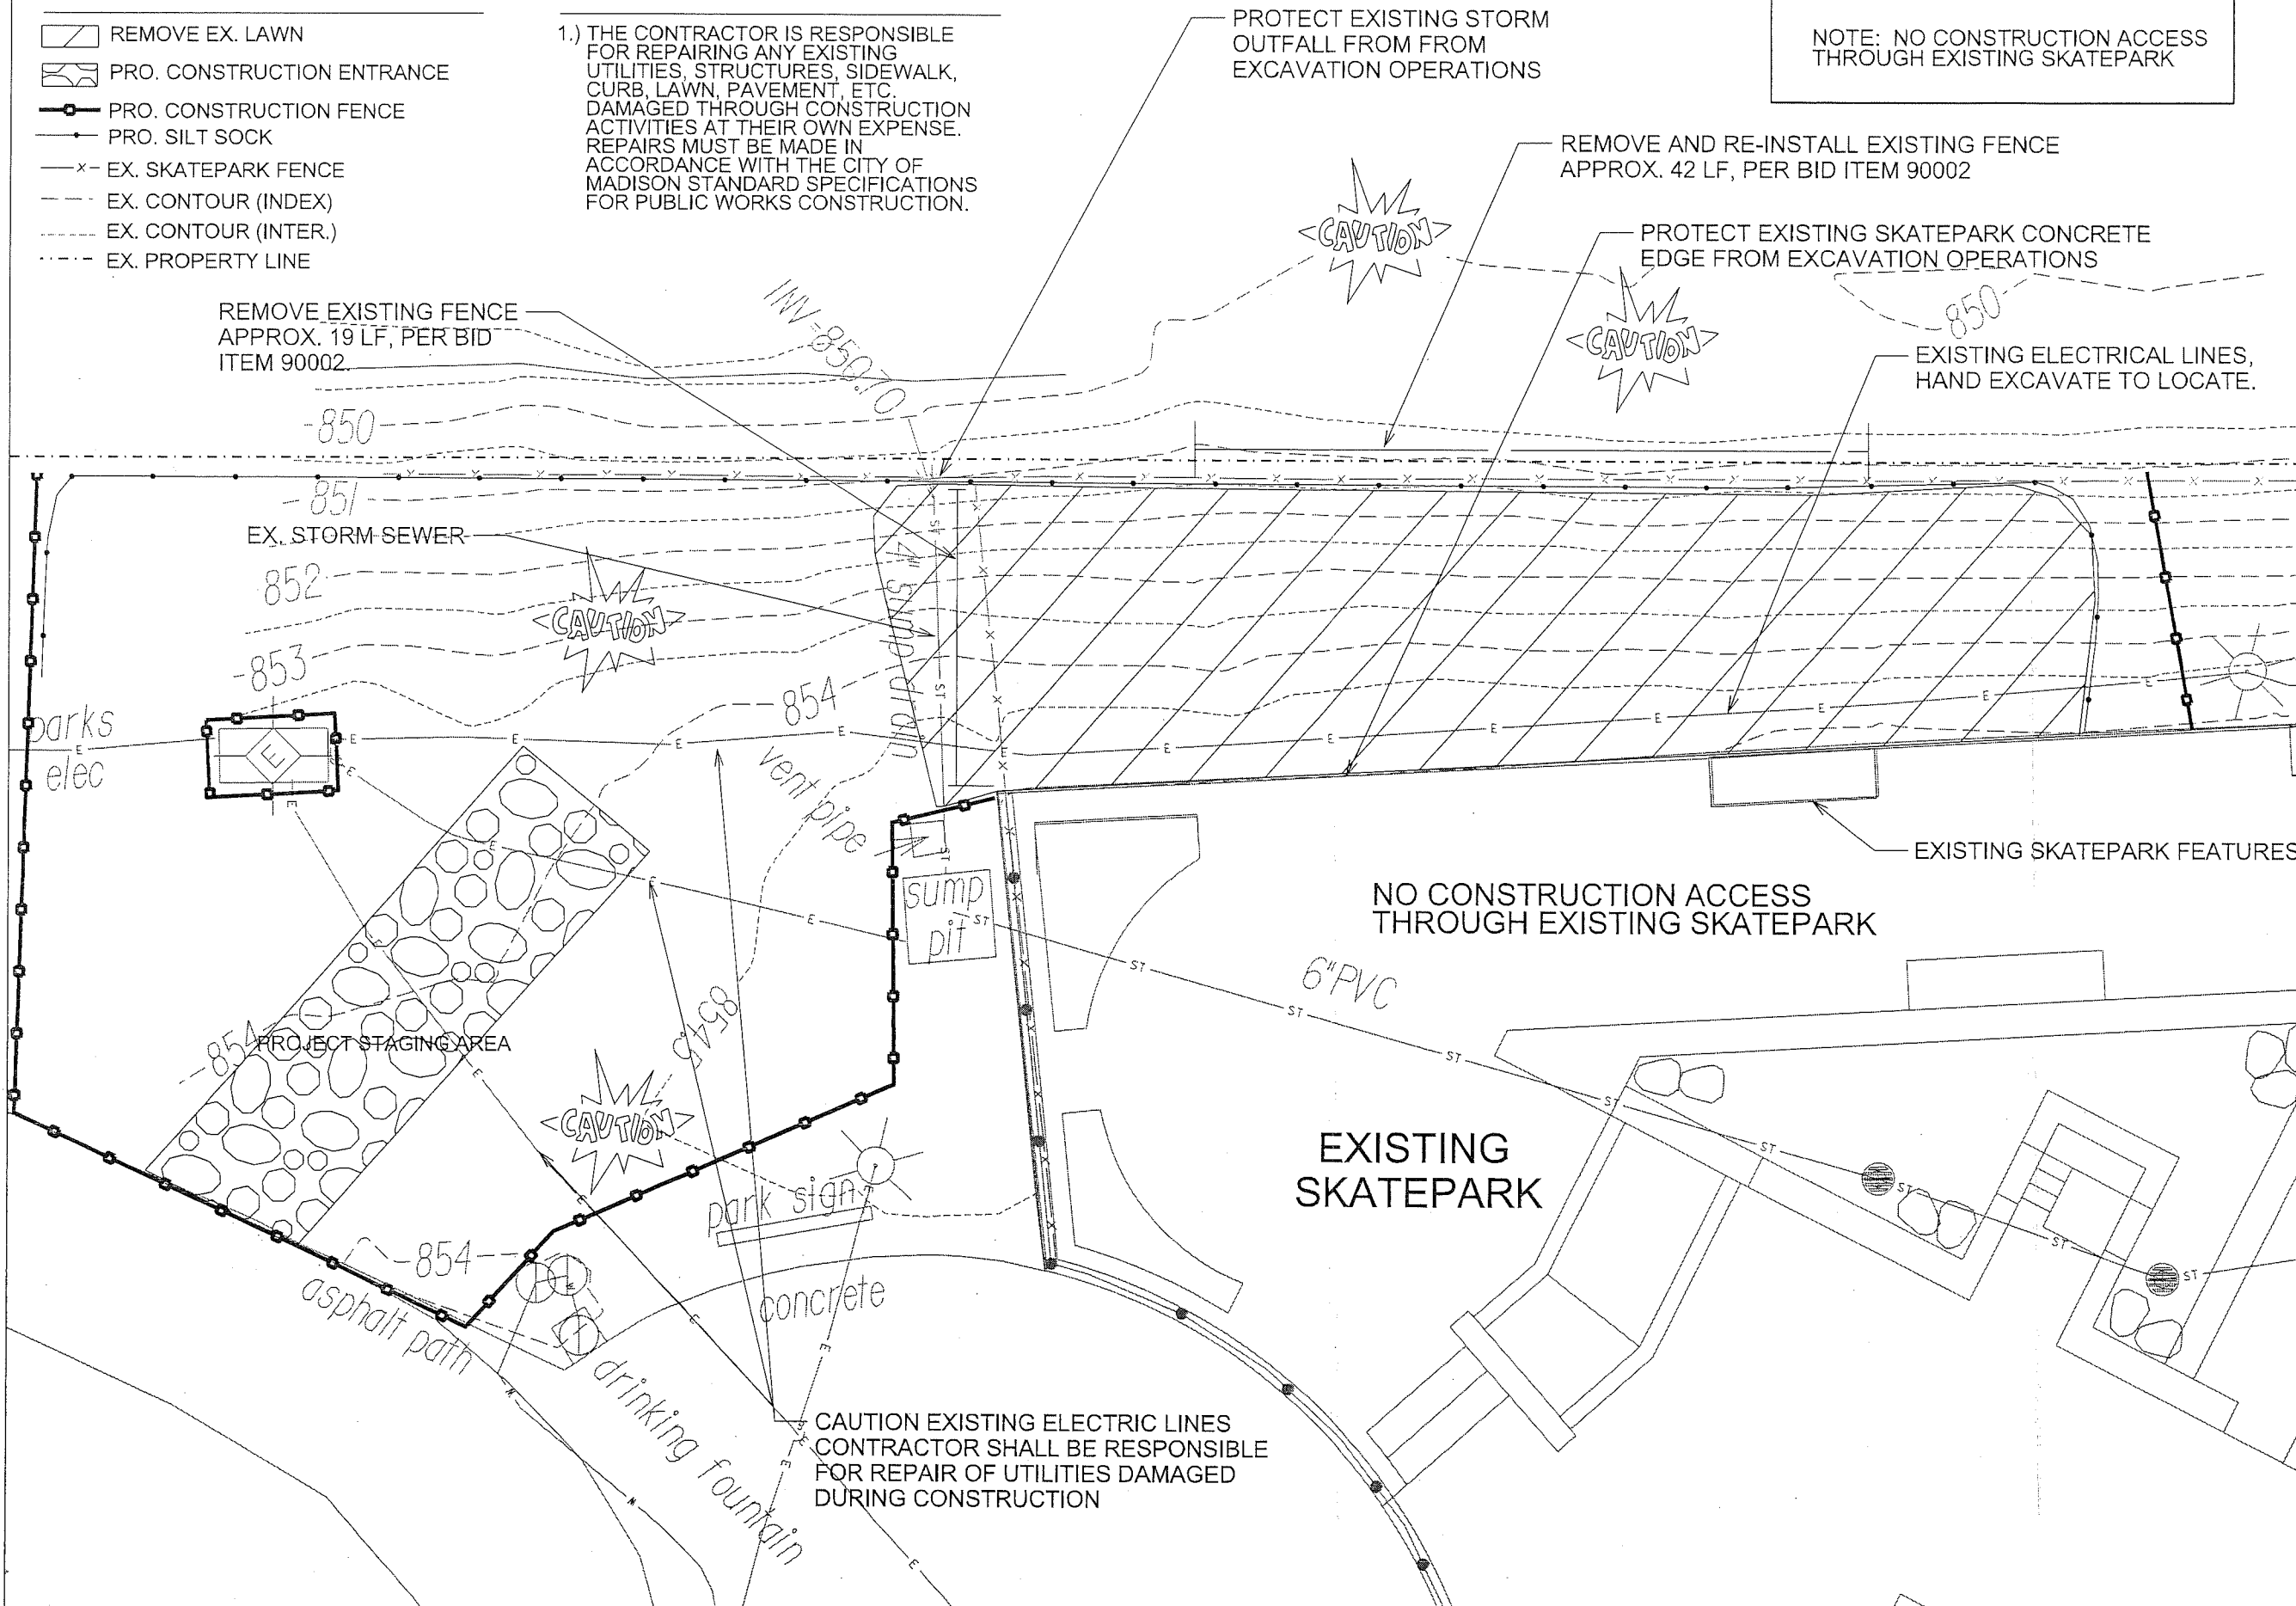 REMOVE EX. LAWN
PRO. CONSTRUCTION ENTRANCE
PRO. CONSTRUCTION FENCE
PRO. SILT SOCK
EX. SKATEPARK FENCE
EX. CONTOUR (INDEX)
EX. CONTOUR (INTER.)
EX. PROPERTY LINE
1.) THE CONTRACTOR IS RESPONSIBLE
FOR REPAIRING ANY EXISTING
UTILITIES, STRUCTURES, SIDEWALK,
CURB, LAWN, PAVEMENT, ETC.
DAMAGED THROUGH CONSTRUCTION
ACTIVITIES AT THEIR OWN EXPENSE.
REPAIRS MUST BE MADE IN
ACCORDANCE WITH THE CITY OF
MADISON STANDARD SPECIFICATIONS
FOR PUBLIC WORKS CONSTRUCTION.
PROTECT EXISTING STORM
OUTFALL FROM FROM
EXCAVATION OPERATIONS
NOTE: NO CONSTRUCTION ACCESS
THROUGH EXISTING SKATEPARK
REMOVE AND RE-INSTALL EXISTING FENCE
APPROX. 42 LF, PER BID ITEM 90002
PROTECT EXISTING SKATEPARK CONCRETE
EDGE FROM EXCAVATION OPERATIONS
CAUTION
CAUTION
850
EXISTING ELECTRICAL LINES,
HAND EXCAVATE TO LOCATE.
REMOVE EXISTING FENCE
APPROX. 19 LF, PER BID
ITEM 90002.
INV=850.70
850
851
EX. STORM SEWER
852
CAUTION
853
854
4" sump drain
vent pipe
parks
elec
E
sump
pit
EXISTING SKATEPARK FEATURES
NO CONSTRUCTION ACCESS
THROUGH EXISTING SKATEPARK
6"PVC
854.5
854
PROJECT STAGING AREA
CAUTION
EXISTING
SKATEPARK
park sign
854
asphalt path
concrete
drinking fountain
CAUTION EXISTING ELECTRIC LINES
CONTRACTOR SHALL BE RESPONSIBLE
FOR REPAIR OF UTILITIES DAMAGED
DURING CONSTRUCTION